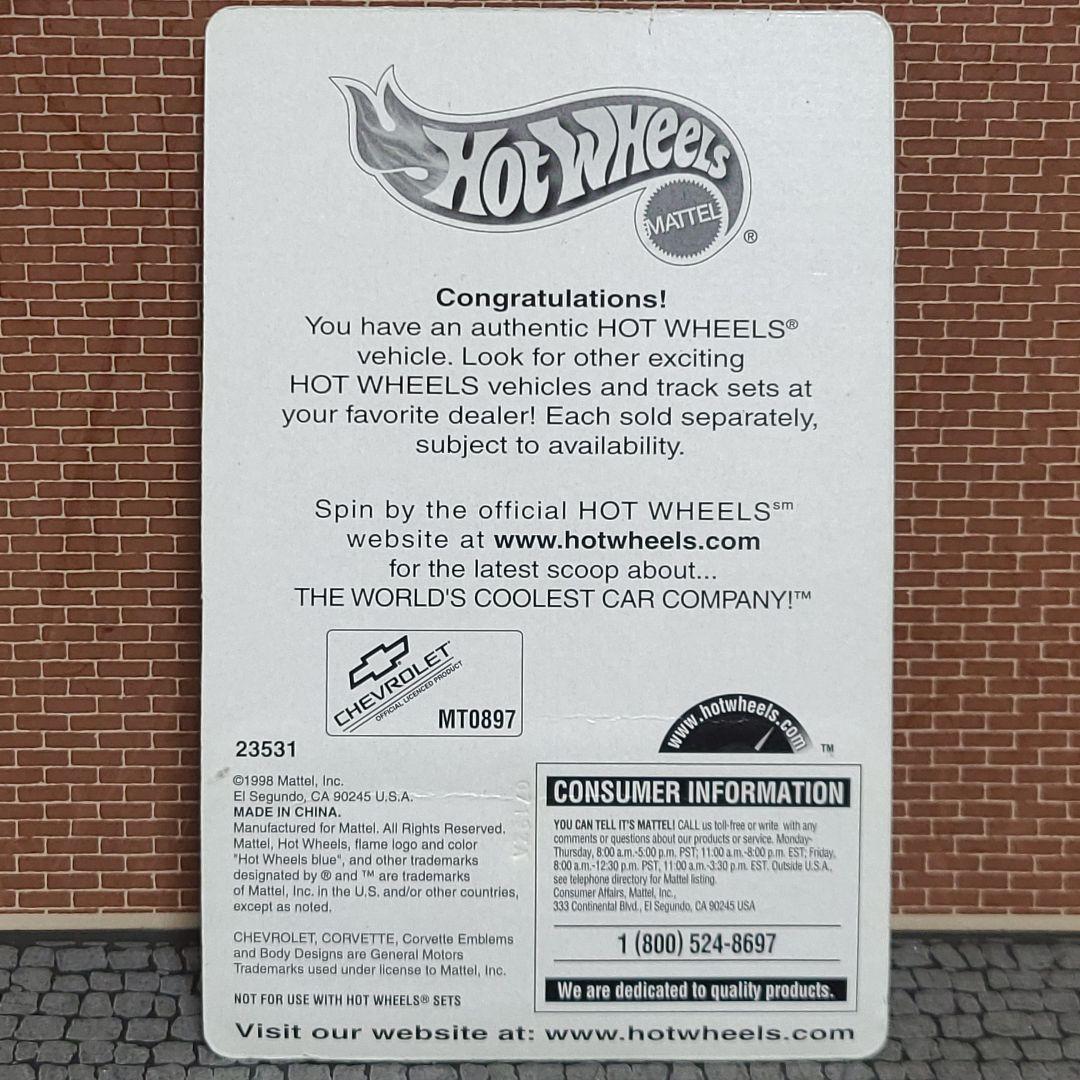 Hot Wheels
MATTEL
®
Congratulations!
You have an authentic HOT WHEELS®
vehicle. Look for other exciting
HOT WHEELS vehicles and track sets at
your favorite dealer! Each sold separately,
subject to availability.
Spin by the official HOT WHEELS℠
website at www.hotwheels.com
for the latest scoop about...
THE WORLD'S COOLEST CAR COMPANY!™
CHEVROLET
OFFICIAL LICENCED PRODUCT
MT0897
www.hotwheels.com
TM
23531
©1998 Mattel, Inc.
El Segundo, CA 90245 U.S.A.
MADE IN CHINA.
Manufactured for Mattel. All Rights Reserved.
Mattel, Hot Wheels, flame logo and color
"Hot Wheels blue", and other trademarks
designated by ® and ™ are trademarks
of Mattel, Inc. in the U.S. and/or other countries,
except as noted.
CHEVROLET, CORVETTE, Corvette Emblems
and Body Designs are General Motors
Trademarks used under license to Mattel, Inc.
NOT FOR USE WITH HOT WHEELS® SETS
CONSUMER INFORMATION
YOU CAN TELL IT'S MATTEL! CALL us toll-free or write with any
comments or questions about our products or service. Monday-
Thursday, 8:00 a.m.-5:00 p.m. PST; 11:00 a.m.-8:00 p.m. EST; Friday,
8:00 a.m.-12:30 p.m. PST, 11:00 a.m.-3:30 p.m. EST. Outside U.S.A.,
see telephone directory for Mattel listing.
Consumer Affairs, Mattel, Inc.,
333 Continental Blvd., El Segundo, CA 90245 USA
1 (800) 524-8697
We are dedicated to quality products.
Visit our website at: www.hotwheels.com